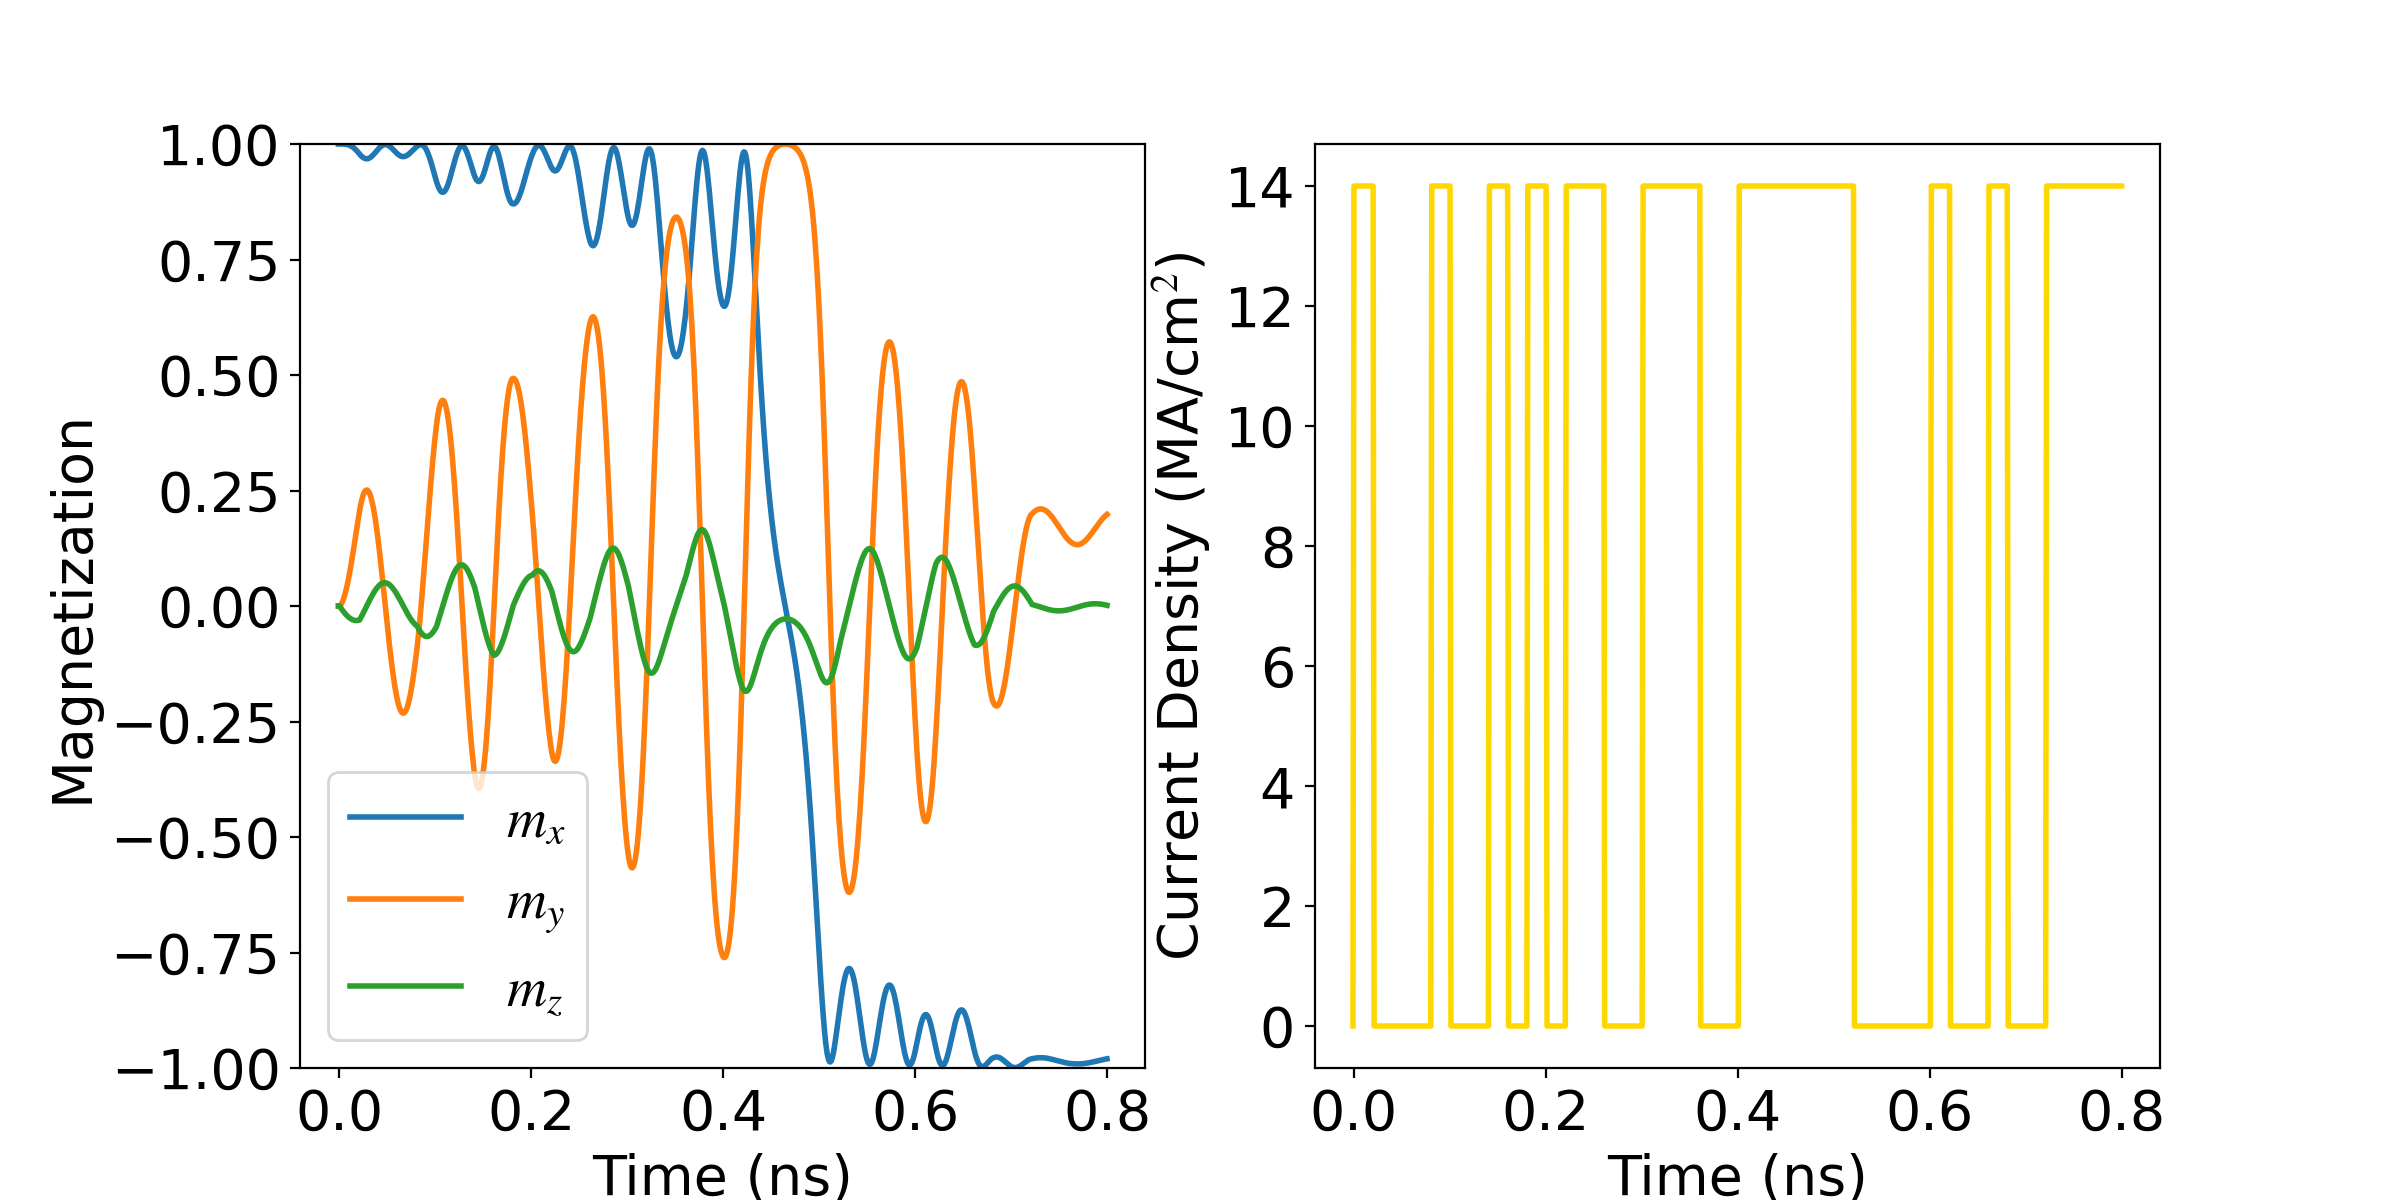 1.00
0.75
0.50
0.25
0.00
−0.25
−0.50
−0.75
−1.00
Magnetization
m_x
m_y
m_z
0.0 0.2 0.4 0.6 0.8
Time (ns)
14
12
10
8
6
4
2
0
Current Density (MA/cm²)
0.0 0.2 0.4 0.6 0.8
Time (ns)